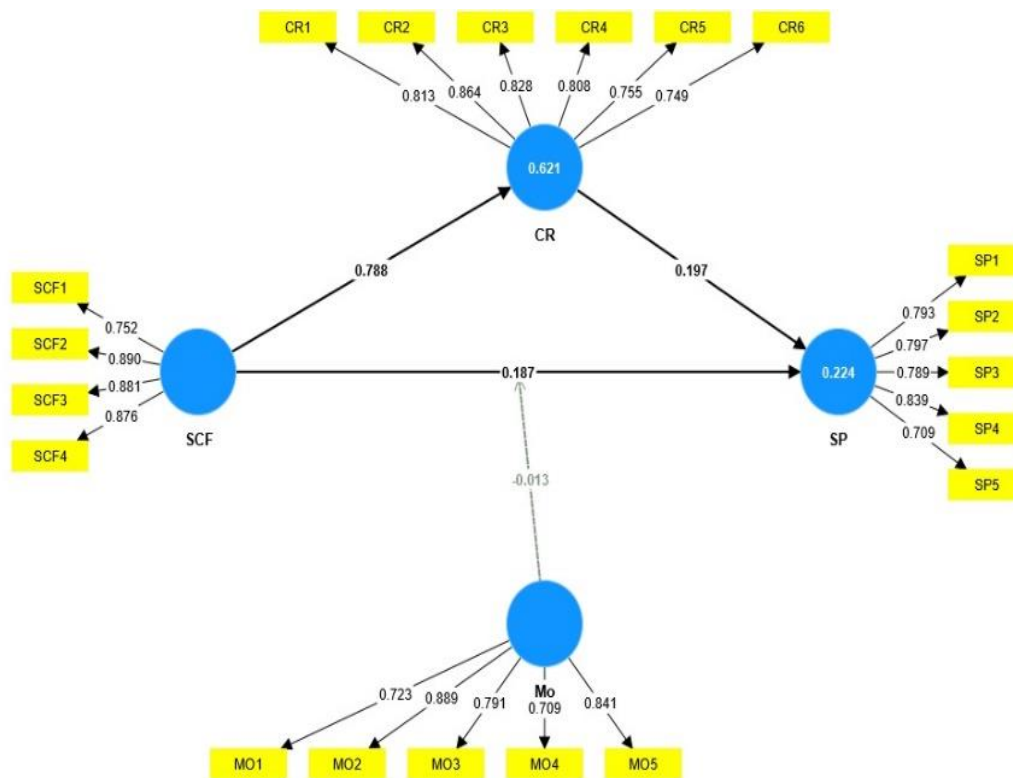 CR1 CR2 CR3 CR4 CR5 CR6
0.813 0.864 0.828 0.808 0.755 0.749
0.621
CR
0.788
0.197
SCF1
SCF2
SCF3
SCF4
0.752
0.890
0.881
0.876
SCF
0.187
-0.013
0.224
SP
0.793
0.797
0.789
0.839
0.709
SP1
SP2
SP3
SP4
SP5
Mo
0.723 0.889 0.791 0.709 0.841
MO1 MO2 MO3 MO4 MO5